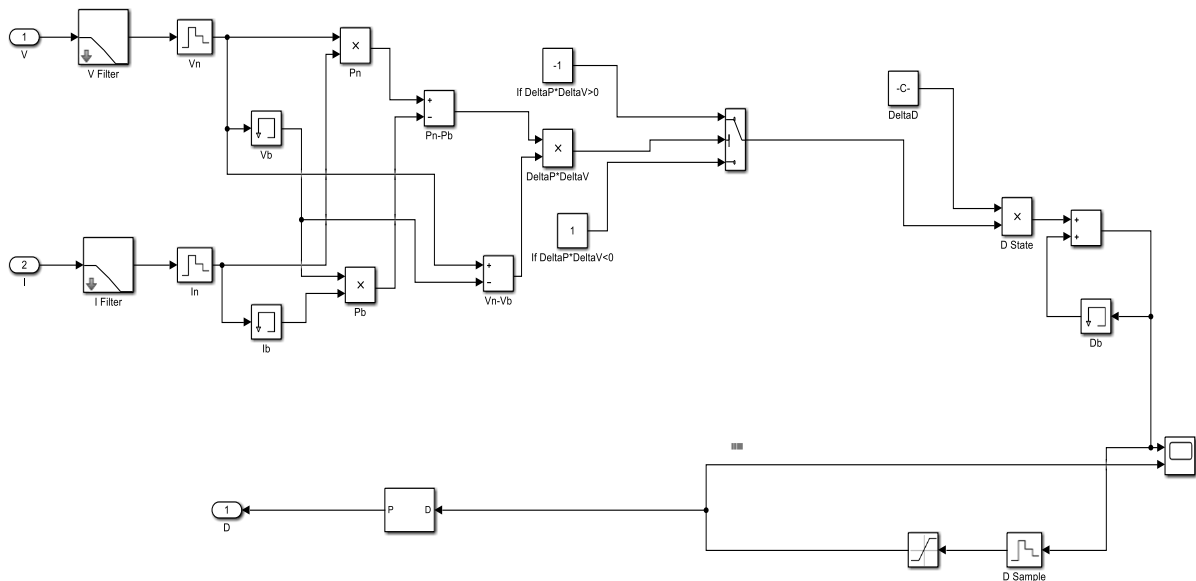 1
V
V Filter
Vn
×
Pn
-1
If DeltaP*DeltaV>0
-C-
DeltaD
+
−
Pn-Pb
Vb
×
DeltaP*DeltaV
×
D State
+
+
1
If DeltaP*DeltaV<0
2
I
I Filter
In
×
Pb
+
−
Vn-Vb
Ib
Db
1
D
P D
D Sample